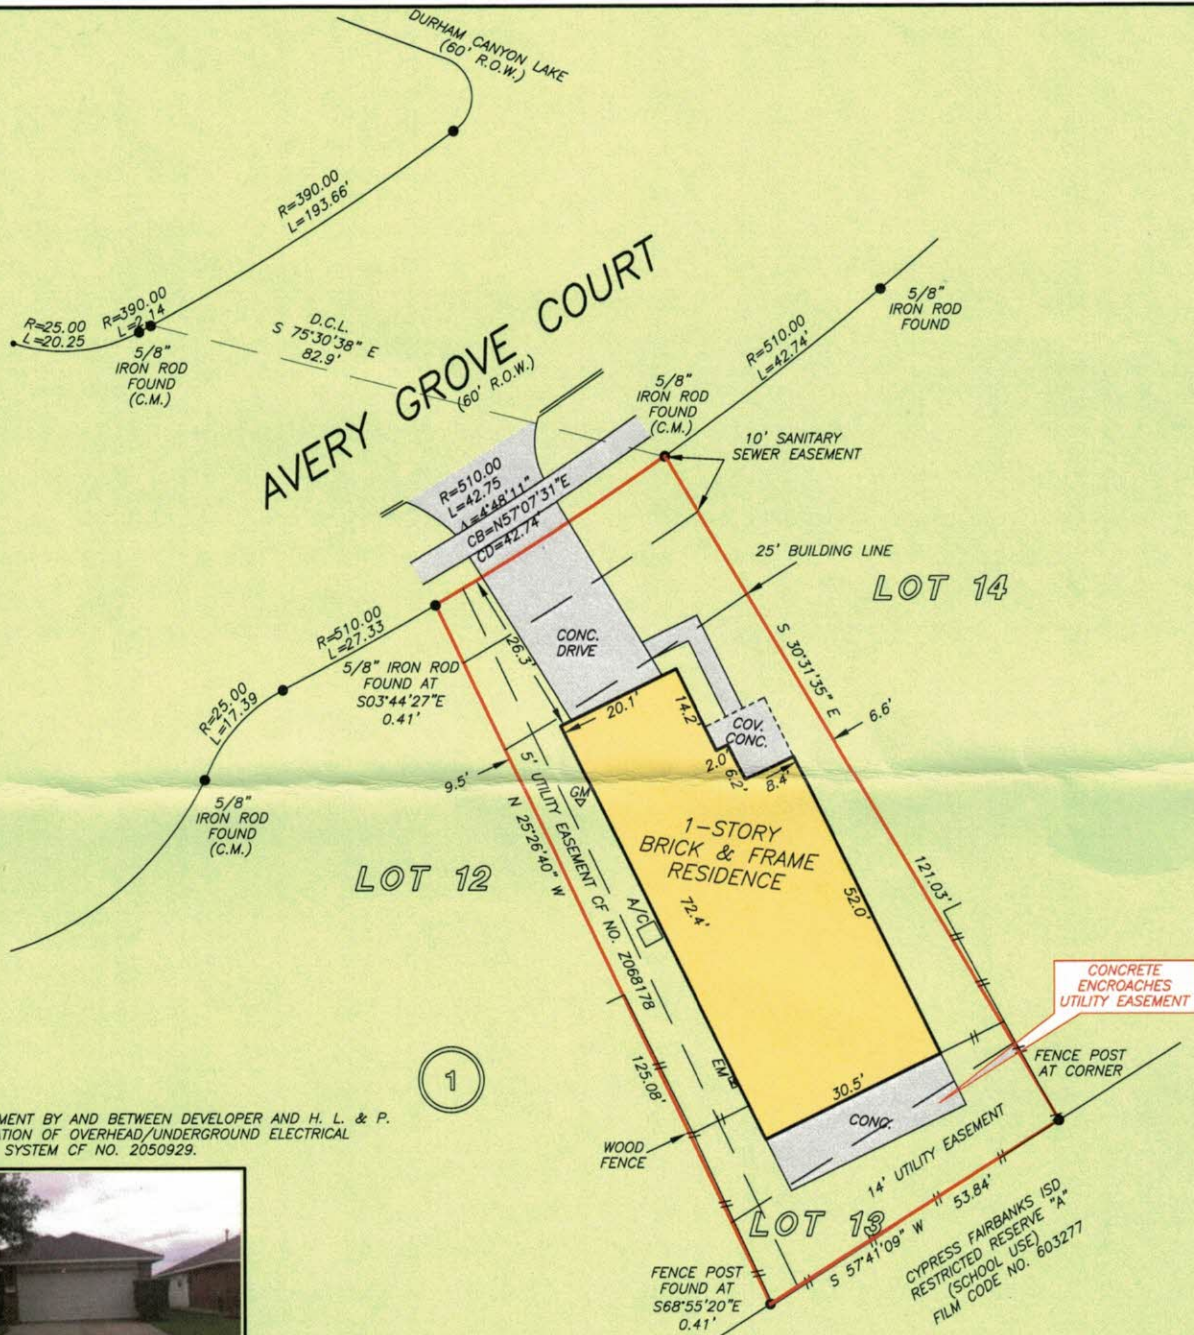 DURHAM CANYON LAKE
(60' R.O.W.)
R=390.00
L=193.66'
R=25.00
L=20.25
R=390.00
L=2.14
5/8"
IRON ROD
FOUND
(C.M.)
D.C.L.
S 75°30'38" E
82.9'
AVERY GROVE COURT
(60' R.O.W.)
5/8"
IRON ROD
FOUND
R=510.00
L=42.74'
5/8"
IRON ROD
FOUND
(C.M.)
10' SANITARY
SEWER EASEMENT
R=510.00
L=42.75
Δ=4°48'11"
CB=N57°07'31"E
CD=42.74'
25' BUILDING LINE
LOT 14
R=510.00
L=27.33
5/8" IRON ROD
FOUND AT
S03°44'27"E
0.41'
26.3'
CONC.
DRIVE
S 30°31'35" E
6.6'
R=25.00
L=17.39
20.1'
14.2'
COV.
CONC.
2.0'
6.2'
8.4'
9.5'
5' UTILITY EASEMENT CF NO. Z068178
GM
5/8"
IRON ROD
FOUND
(C.M.)
N 25°26'40" W
1-STORY
BRICK & FRAME
RESIDENCE
LOT 12
72.4'
52.0'
121.03'
A/C
CONCRETE
ENCROACHES
UTILITY EASEMENT
FENCE POST
AT CORNER
1
125.08'
EM
30.5'
CONC.
MENT BY AND BETWEEN DEVELOPER AND H. L. & P.
TION OF OVERHEAD/UNDERGROUND ELECTRICAL
SYSTEM CF NO. 2050929.
WOOD
FENCE
14' UTILITY EASEMENT
LOT 13
S 57°41'09" W 53.84'
CYPRESS FAIRBANKS ISD
RESTRICTED RESERVE "A"
(SCHOOL USE)
FILM CODE NO. 603277
FENCE POST
FOUND AT
S68°55'20"E
0.41'